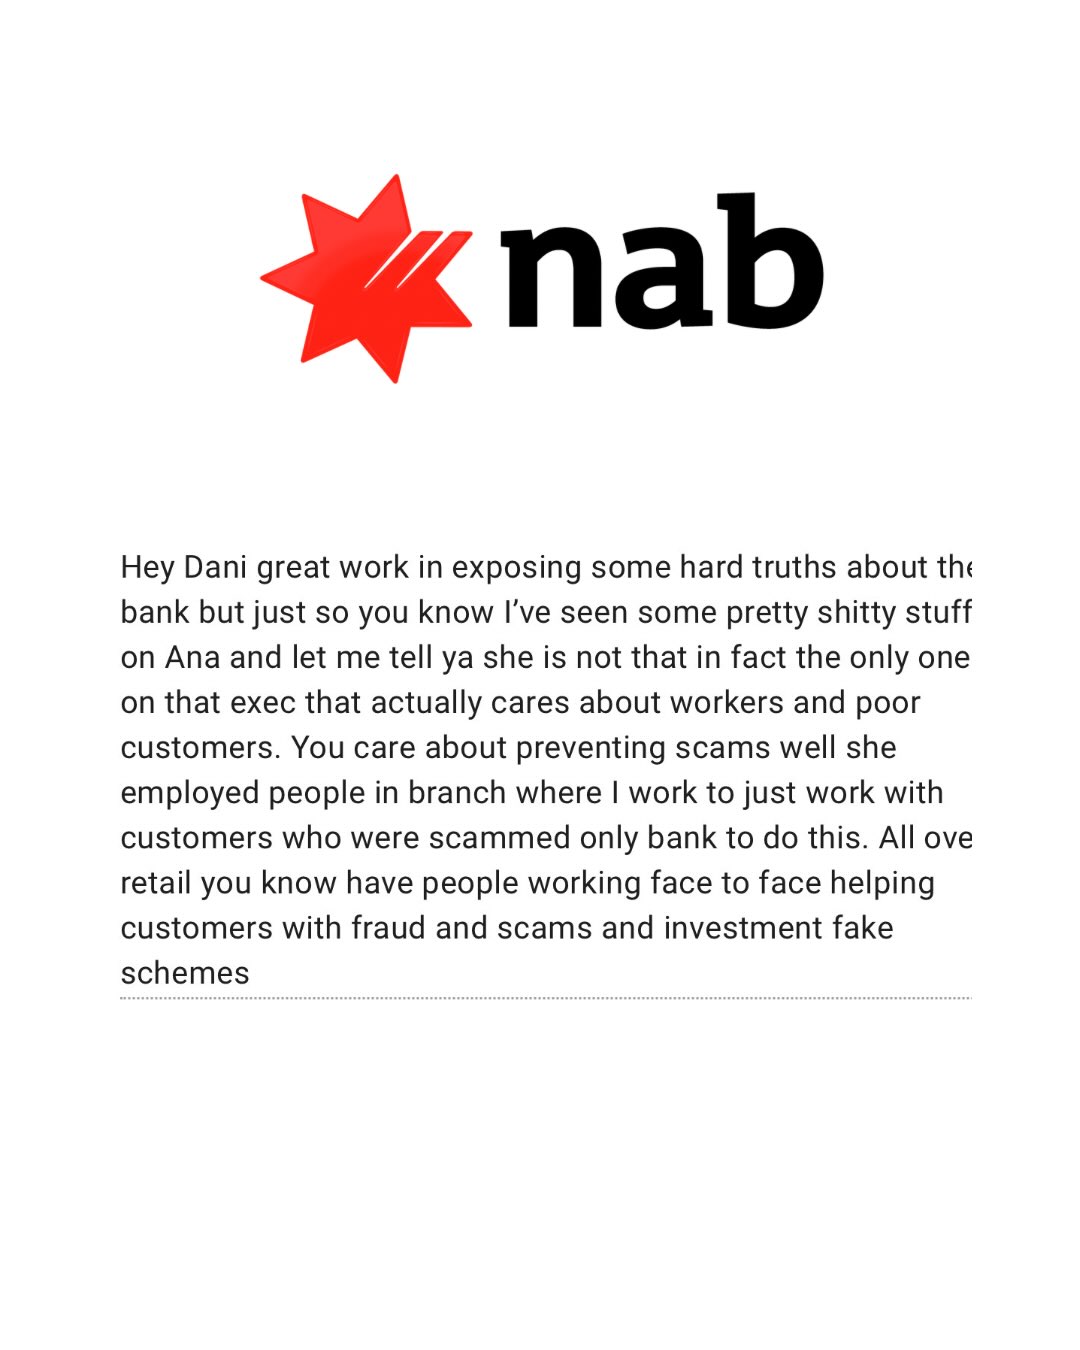 nab
Hey Dani great work in exposing some hard truths about the
bank but just so you know I’ve seen some pretty shitty stuff
on Ana and let me tell ya she is not that in fact the only one
on that exec that actually cares about workers and poor
customers. You care about preventing scams well she
employed people in branch where I work to just work with
customers who were scammed only bank to do this. All ove
retail you know have people working face to face helping
customers with fraud and scams and investment fake
schemes